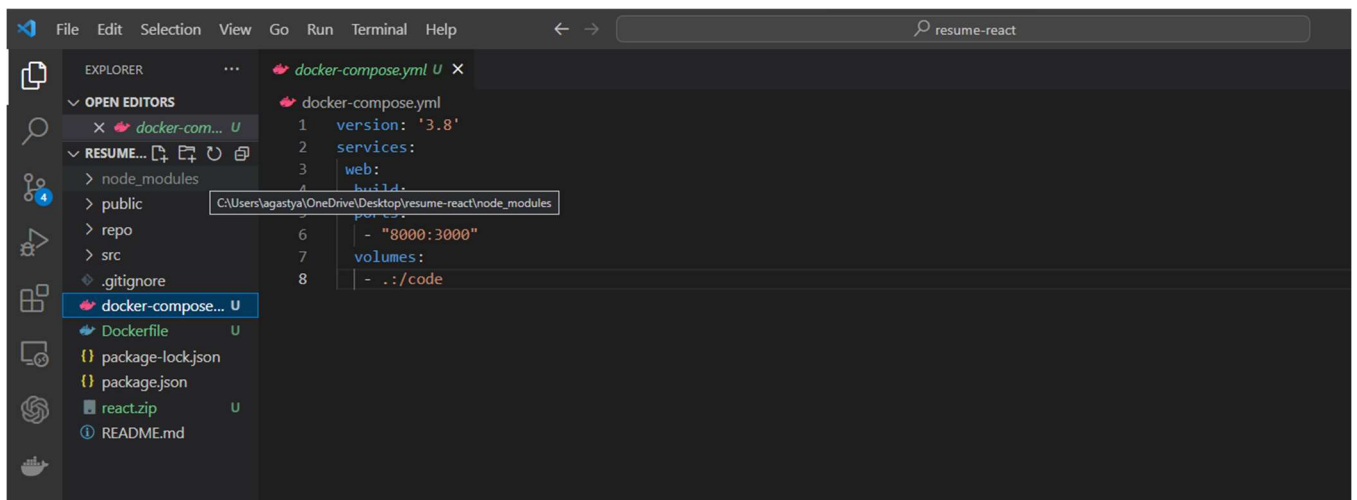 File Edit Selection View Go Run Terminal Help
resume-react
EXPLORER
OPEN EDITORS
docker-com... U
RESUME...
node_modules
public
repo
src
.gitignore
docker-compose... U
Dockerfile U
package-lock.json
package.json
react.zip U
README.md
4
docker-compose.yml U
docker-compose.yml
1 version: '3.8'
2 services:
3 web:
C:\Users\agastya\OneDrive\Desktop\resume-react\node_modules
6 - "8000:3000"
7 volumes:
8 - .:/code